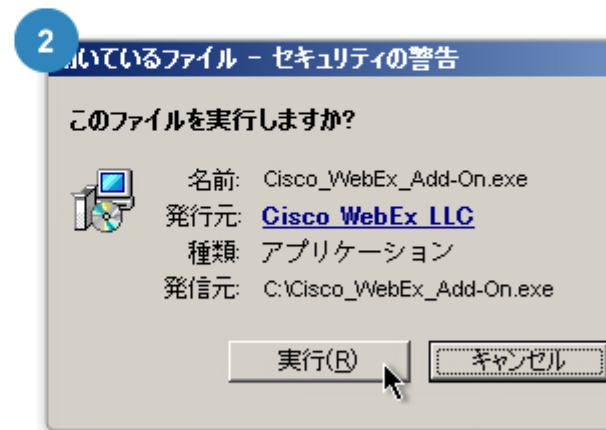 2
いているファイル - セキュリティの警告
このファイルを実行しますか?
名前: Cisco_WebEx_Add-On.exe
発行元: Cisco WebEx LLC
種類: アプリケーション
発信元: C:\Cisco_WebEx_Add-On.exe
実行(R) キャンセル